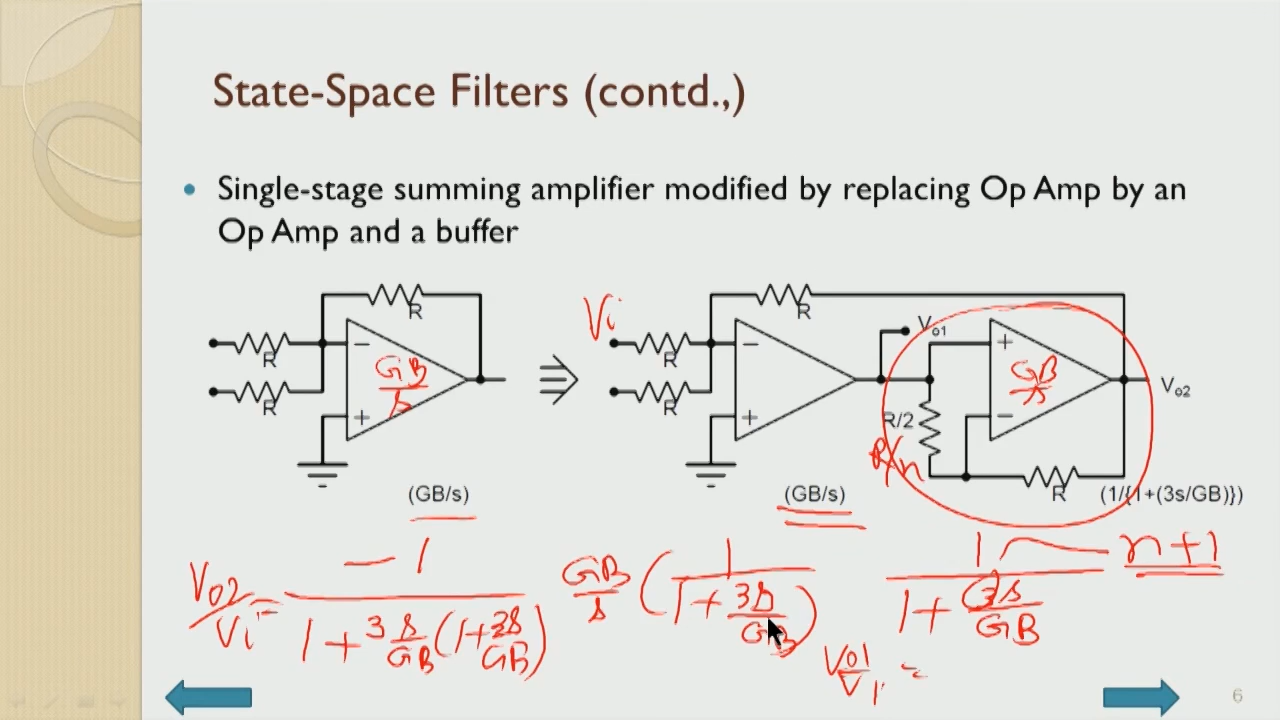 State-Space Filters (contd.,)
Single-stage summing amplifier modified by replacing Op Amp by an
Op Amp and a buffer
R
R
R
GB/s
(GB/s)
Vi
R
R
R
(GB/s)
Vo1
R/2
R/n
GB/s
R
Vo2
(1/{1+(3s/GB)})
Vo2/Vi = -1/(1+3s/GB(1+3s/GB))
GB/s(1/(1+3s/GB))
1/(1+3s/GB)
n+1
Vo1/Vi =
6